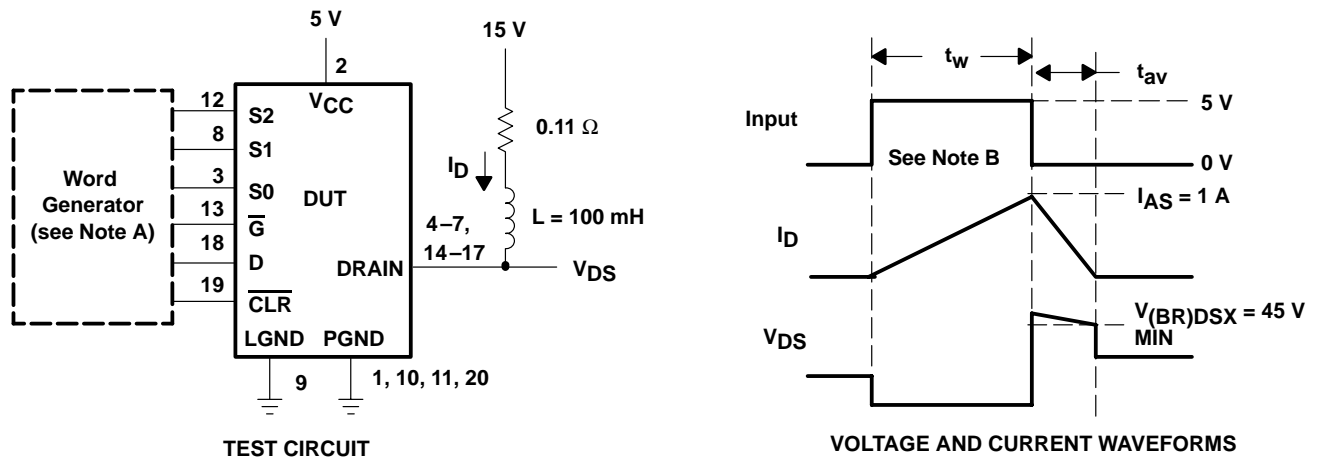 5 V
2
VCC
Word
Generator
(see Note A)
12
S2
8
S1
3
S0
13
G
18
D
19
CLR
DUT
DRAIN
LGND
PGND
9
1, 10, 11, 20
4–7,
14–17
15 V
0.11 Ω
ID
L = 100 mH
VDS
TEST CIRCUIT
tw
tav
Input
See Note B
5 V
0 V
IAS = 1 A
ID
VDS
V(BR)DSX = 45 V
MIN
VOLTAGE AND CURRENT WAVEFORMS